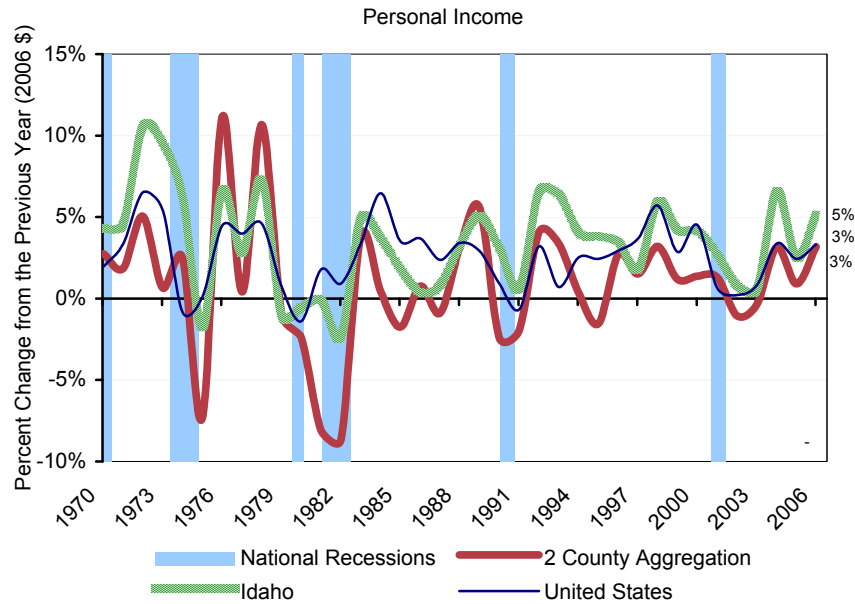 Personal Income
Percent Change from the Previous Year (2006 $)
15%
10%
5%
0%
-5%
-10%
5%
3%
3%
-
1970 1973 1976 1979 1982 1985 1988 1991 1994 1997 2000 2003 2006
National Recessions 2 County Aggregation
Idaho United States